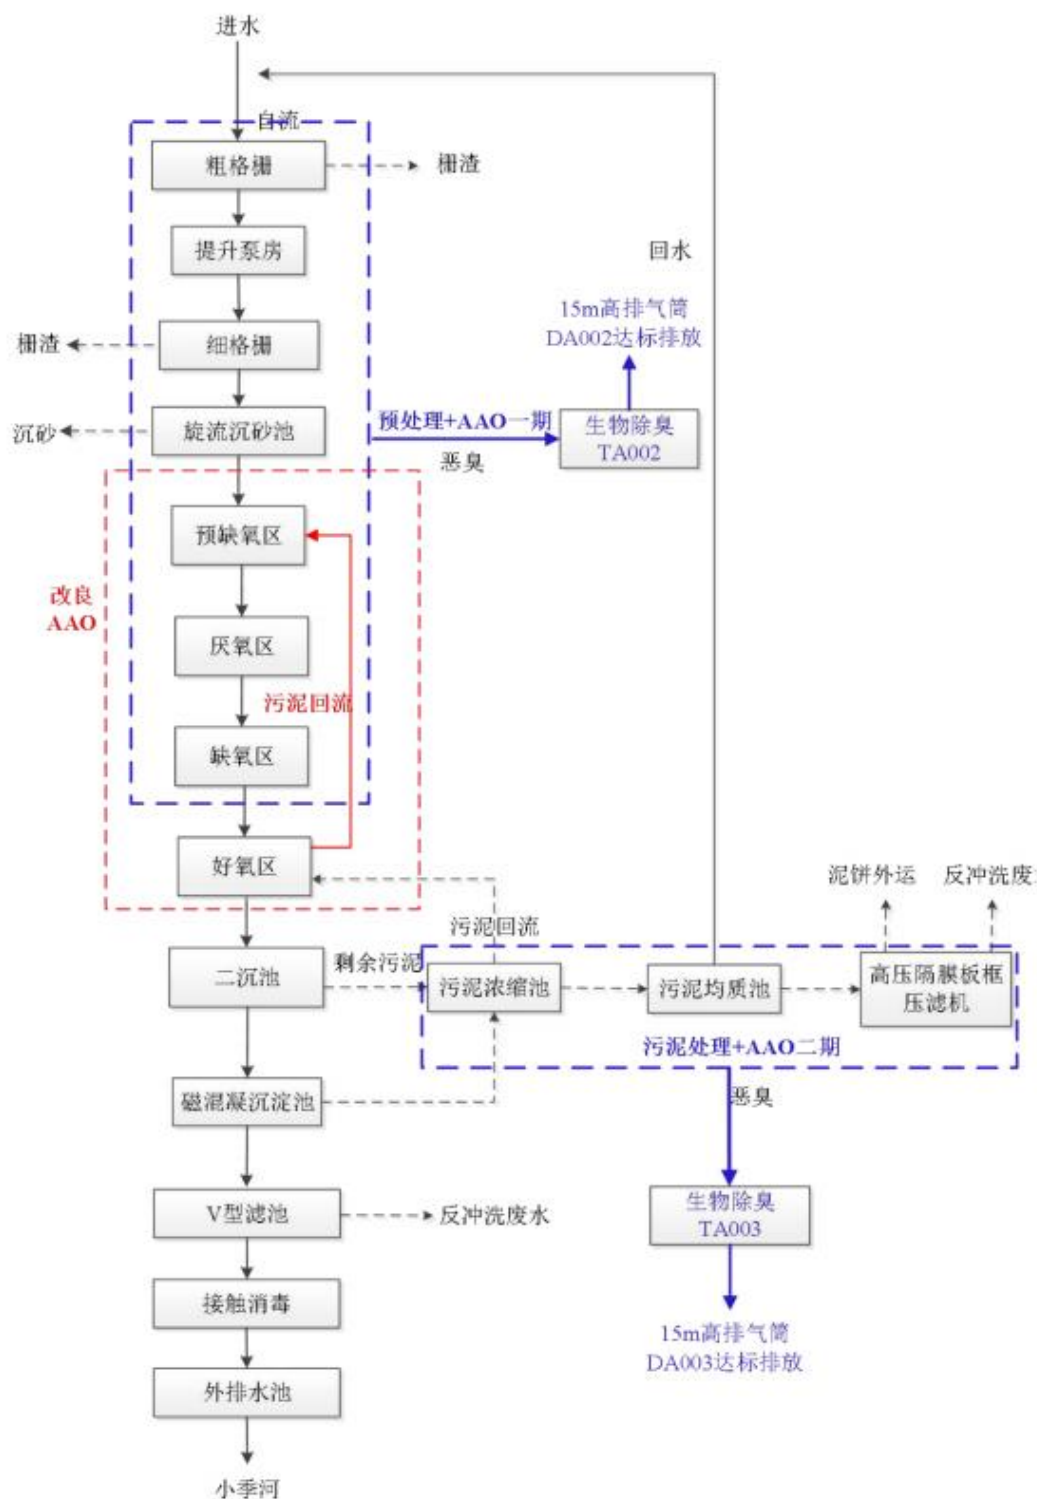 进水
自流
粗格栅
栅渣
提升泵房
回水
15m高排气筒
DA002达标排放
栅渣
细格栅
沉砂
旋流沉砂池
预处理+AAO一期
恶臭
生物除臭
TA002
预缺氧区
改良
AAO
厌氧区
污泥回流
缺氧区
好氧区
泥饼外运
反冲洗废
污泥回流
二沉池
剩余污泥
污泥浓缩池
污泥均质池
高压隔膜板框
压滤机
污泥处理+AAO二期
恶臭
磁混凝沉淀池
生物除臭
TA003
V型滤池
反冲洗废水
接触消毒
15m高排气筒
DA003达标排放
外排水池
小季河